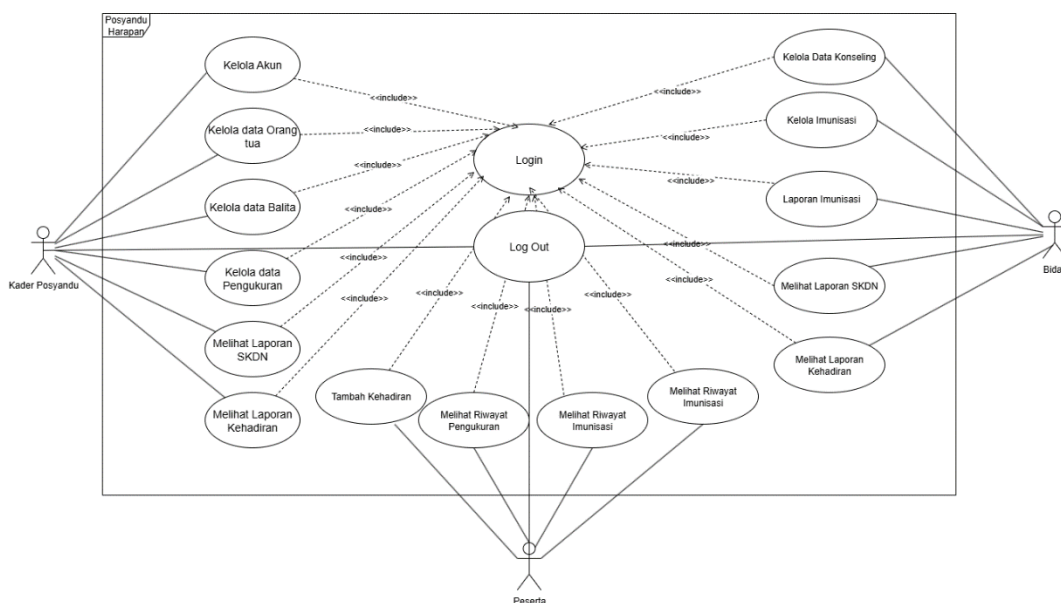 Posyandu
Harapan
Kelola Akun
Kelola Data Konseling
<<include>>
<<include>>
Kelola data Orang
tua
<<include>>
Login
<<include>>
Kelola Imunisasi
<<include>>
<<include>>
Kelola data Balita
Laporan Imunisasi
<<include>>
Kader Posyandu
Log Out
Bida
<<include>>
<<include>>
<<include>>
<<include>>
Kelola data
Pengukuran
Melihat Laporan SKDN
<<include>>
<<include>>
<<include>>
<<include>>
Melihat Laporan
SKDN
Melihat Laporan
Kehadiran
Tambah Kehadiran
Melihat Riwayat
Imunisasi
Melihat Laporan
Kehadiran
Melihat Riwayat
Pengukuran
Melihat Riwayat
Imunisasi
Peserta